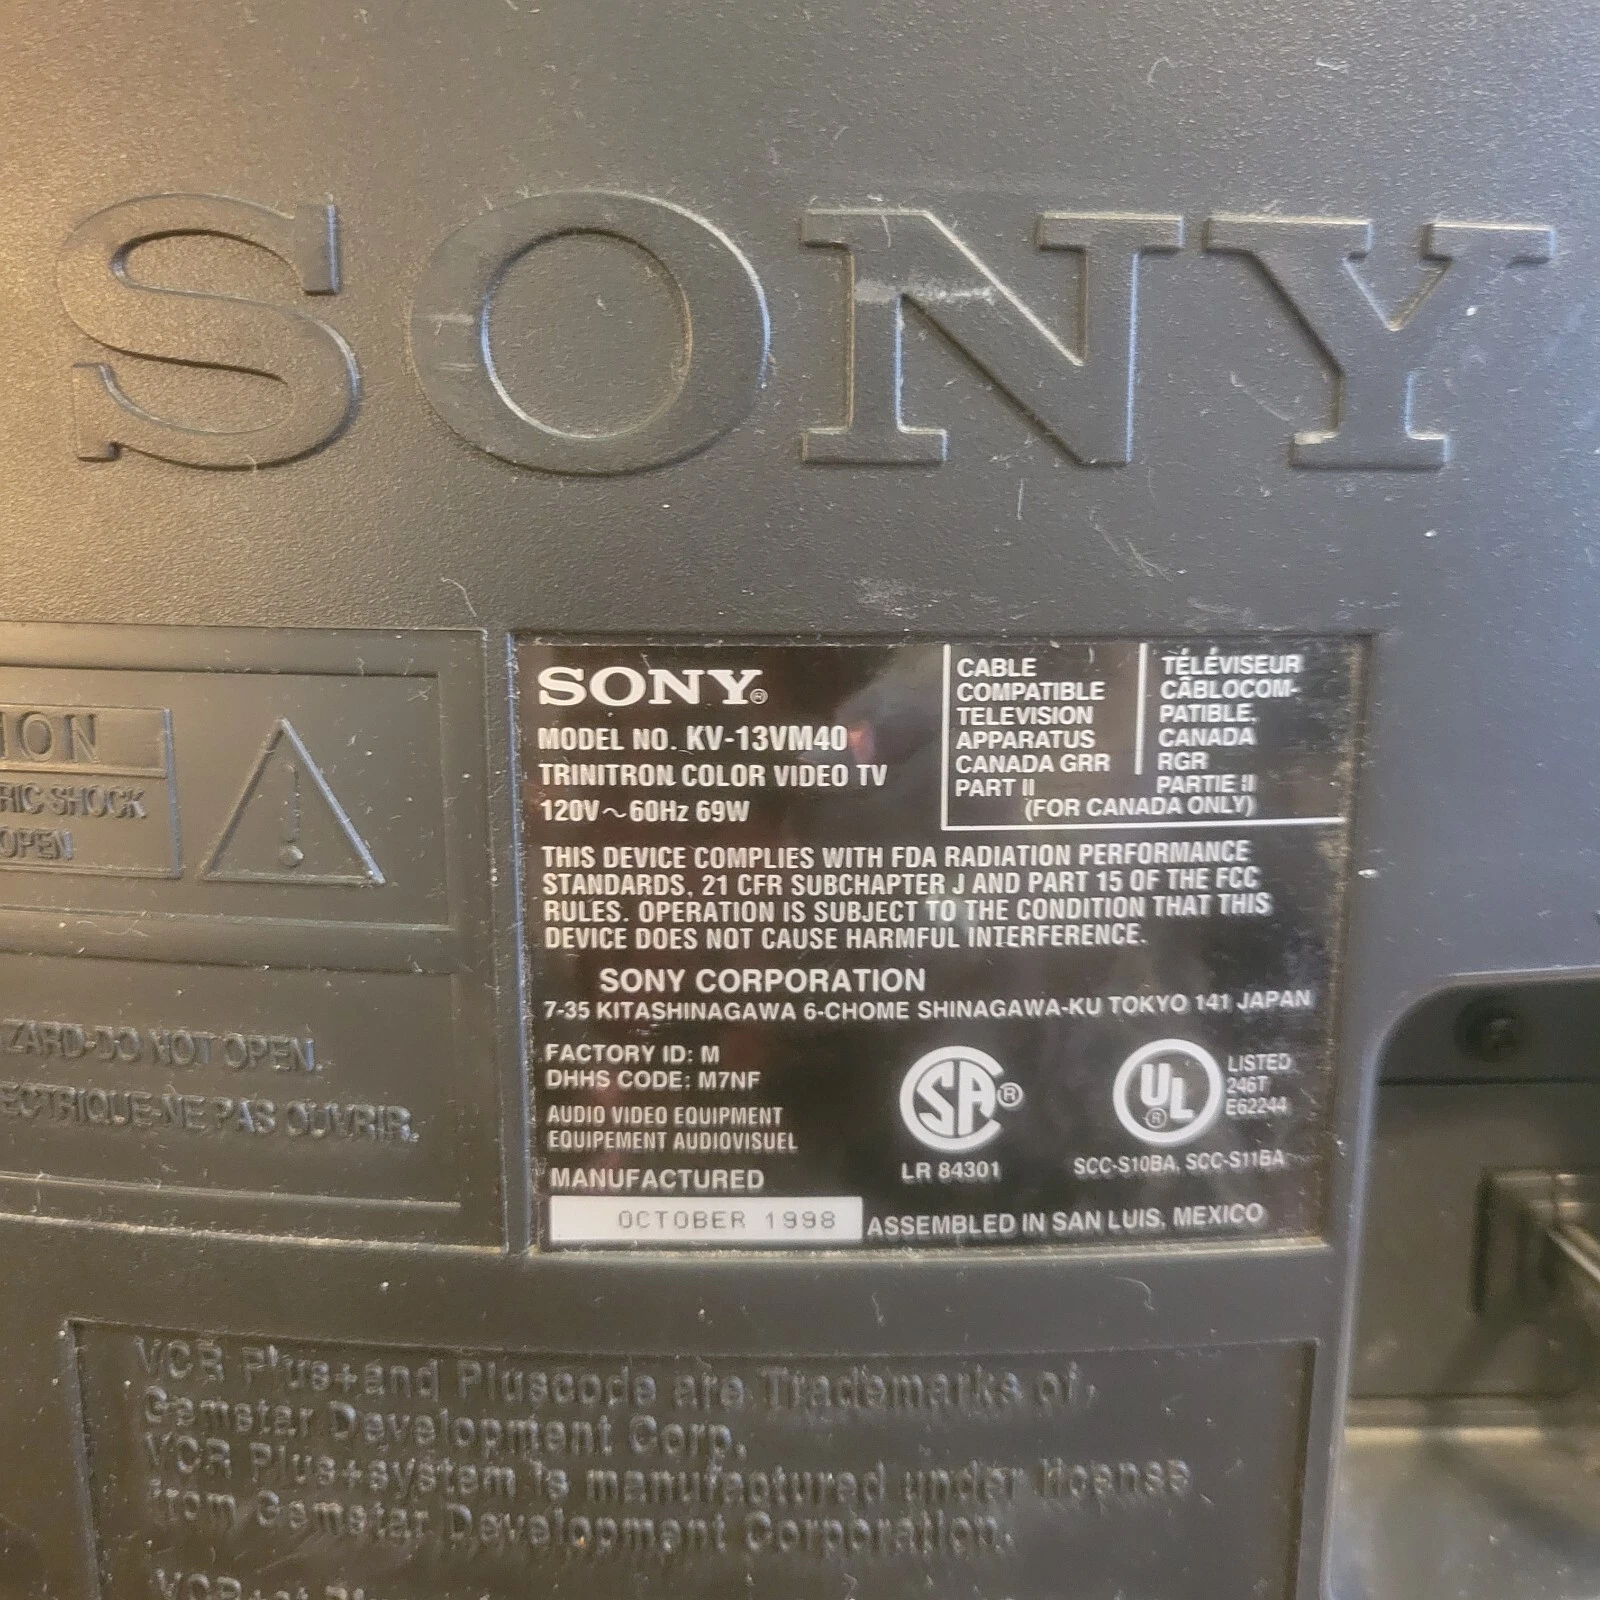 SONY
ION
RIC SHOCK
OPEN
ZARD-DO NOT OPEN.
ECTRIQUE-NE PAS OUVRIR.
SONY®
MODEL NO. KV-13VM40
TRINITRON COLOR VIDEO TV
120V~60Hz 69W
CABLE
COMPATIBLE
TELEVISION
APPARATUS
CANADA GRR
PART II
TÉLÉVISEUR
CÂBLOCOM-
PATIBLE,
CANADA
RGR
PARTIE II
(FOR CANADA ONLY)
THIS DEVICE COMPLIES WITH FDA RADIATION PERFORMANCE
STANDARDS, 21 CFR SUBCHAPTER J AND PART 15 OF THE FCC
RULES. OPERATION IS SUBJECT TO THE CONDITION THAT THIS
DEVICE DOES NOT CAUSE HARMFUL INTERFERENCE.
SONY CORPORATION
7-35 KITASHINAGAWA 6-CHOME SHINAGAWA-KU TOKYO 141 JAPAN
FACTORY ID: M
DHHS CODE: M7NF
AUDIO VIDEO EQUIPMENT
EQUIPEMENT AUDIOVISUEL
MANUFACTURED
OCTOBER 1998
SA®
LR 84301
UL®
LISTED
246T
E62244
SCC-S10BA, SCC-S11BA
ASSEMBLED IN SAN LUIS, MEXICO
VCR Plus+and Pluscode are Trademarks of,
Gemstar Development Corp.
VCR Plus+system is manufactured under license
from Gemstar Development Corporation.